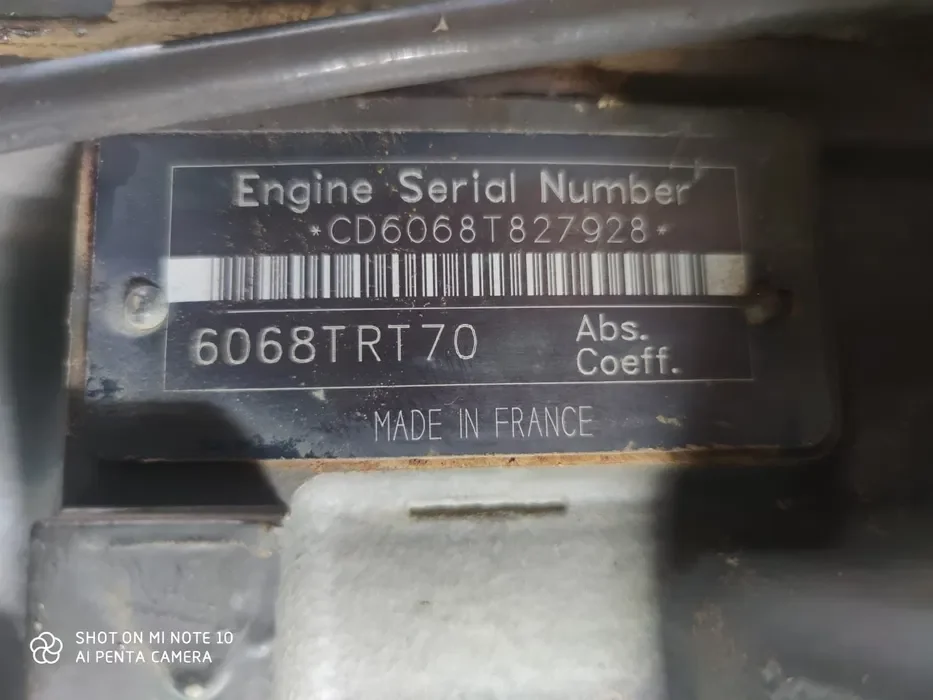 Engine Serial Number
*CD6068T827928*
6068TRT70
Abs.
Coeff.
MADE IN FRANCE
SHOT ON MI NOTE 10
AI PENTA CAMERA